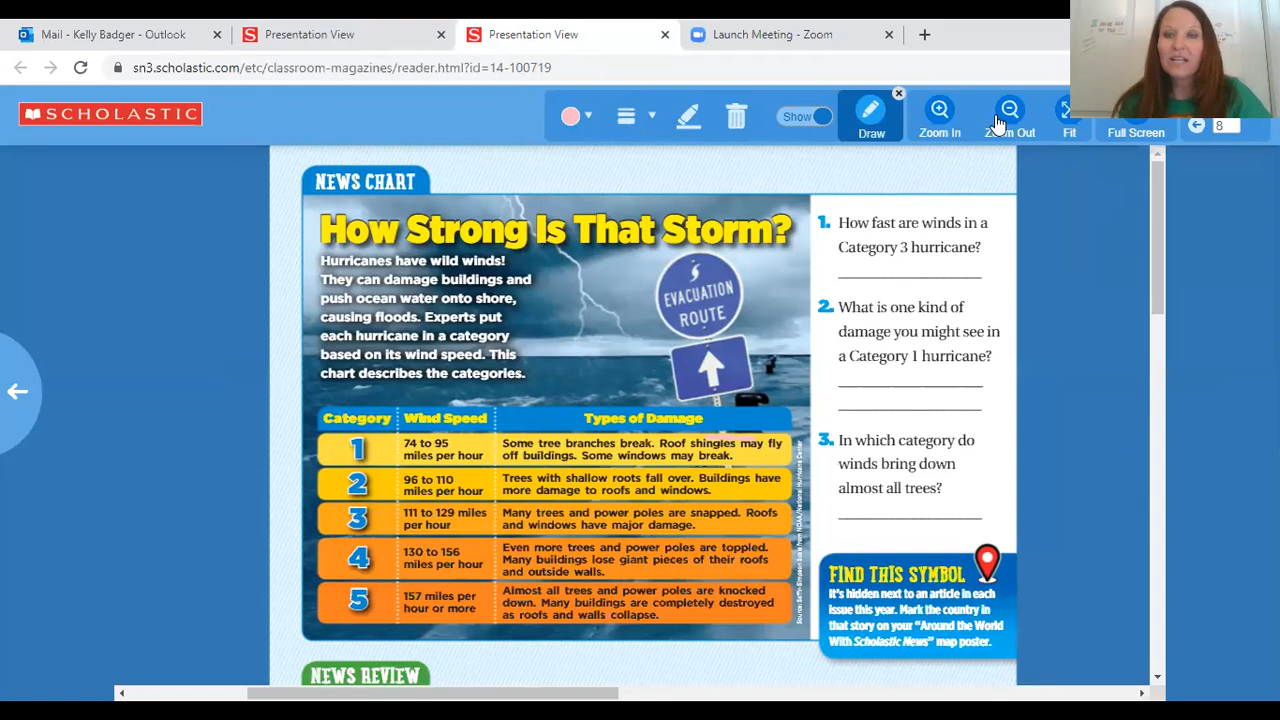 Mail - Kelly Badger - Outlook
Presentation View
Presentation View
Launch Meeting - Zoom
sn3.scholastic.com/etc/classroom-magazines/reader.html?id=14-100719
SCHOLASTIC
Show
Draw
Zoom In
Zoom Out
Fit
Full Screen
8
NEWS CHART
How Strong Is That Storm?
Hurricanes have wild winds!
They can damage buildings and
push ocean water onto shore,
causing floods. Experts put
each hurricane in a category
based on its wind speed. This
chart describes the categories.
EVACUATION
ROUTE
Category Wind Speed Types of Damage
1 74 to 95 miles per hour Some tree branches break. Roof shingles may fly
off buildings. Some windows may break.
2 96 to 110 miles per hour Trees with shallow roots fall over. Buildings have
more damage to roofs and windows.
3 111 to 129 miles per hour Many trees and power poles are snapped. Roofs
and windows have major damage.
4 130 to 156 miles per hour Even more trees and power poles are toppled.
Many buildings lose giant pieces of their roofs
and outside walls.
5 157 miles per hour or more Almost all trees and power poles are knocked
down. Many buildings are completely destroyed
as roofs and walls collapse.
Source: Saffir-Simpson Scale from NOAA/National Hurricane Center
1. How fast are winds in a
Category 3 hurricane?
2. What is one kind of
damage you might see in
a Category 1 hurricane?
3. In which category do
winds bring down
almost all trees?
FIND THIS SYMBOL
It's hidden next to an article in each
issue this year. Mark the country in
that story on your "Around the World
With Scholastic News" map poster.
NEWS REVIEW